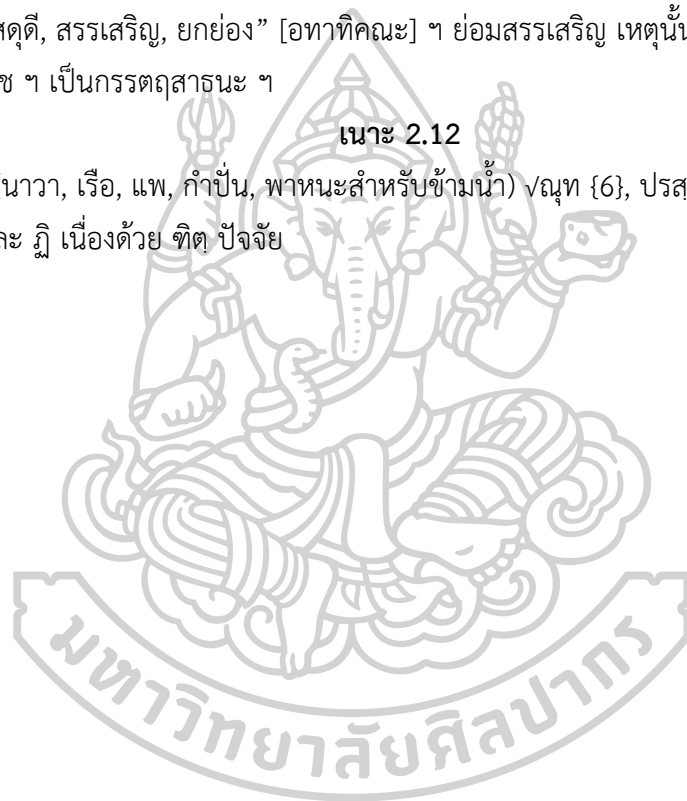 สดุดี, สรรเสริญ, ยกย่อง” [อทาทิคณะ] ฯ ย่อมสรรเสริญ เหตุนั้น
ช ฯ เป็นกรรตฤสาธนะ ฯ
เนาะ 2.12
นาวา, เรือ, แพ, กำปั่น, พาหนะสำหรับข้ามน้ำ) √ณุท {6}, ปรสฺ
ละ ฏิ เนื่องด้วย ฑิตฺ ปัจจัย
มหาวิทยาลัยศิลปากร